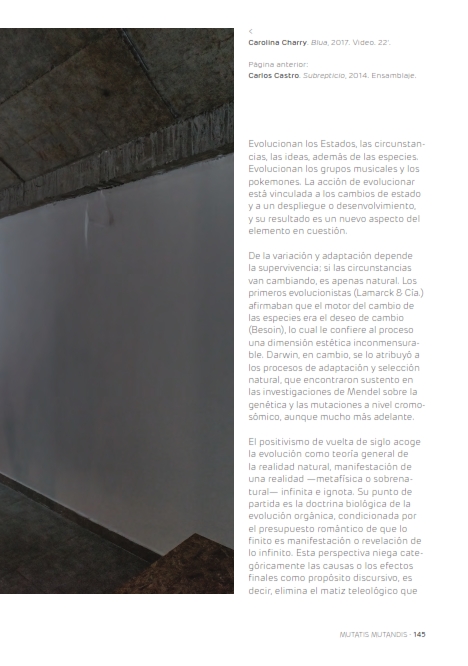 <
Carolina Charry. Blua, 2017. Video. 22'.
Página anterior:
Carlos Castro. Subrepticio, 2014. Ensamblaje.
Evolucionan los Estados, las circunstan-
cias, las ideas, además de las especies.
Evolucionan los grupos musicales y los
pokemones. La acción de evolucionar
está vinculada a los cambios de estado
y a un despliegue o desenvolvimiento,
y su resultado es un nuevo aspecto del
elemento en cuestión.
De la variación y adaptación depende
la supervivencia: si las circunstancias
van cambiando, es apenas natural. Los
primeros evolucionistas (Lamarck & Cía.)
afirmaban que el motor del cambio de
las especies era el deseo de cambio
(Besoin), lo cual le confiere al proceso
una dimensión estética inconmensura-
ble. Darwin, en cambio, se lo atribuyó a
los procesos de adaptación y selección
natural, que encontraron sustento en
las investigaciones de Mendel sobre la
genética y las mutaciones a nivel cromo-
sómico, aunque mucho más adelante.
El positivismo de vuelta de siglo acoge
la evolución como teoría general de
la realidad natural, manifestación de
una realidad —metafísica o sobrena-
tural— infinita e ignota. Su punto de
partida es la doctrina biológica de la
evolución orgánica, condicionada por
el presupuesto romántico de que lo
finito es manifestación o revelación de
lo infinito. Esta perspectiva niega cate-
góricamente las causas o los efectos
finales como propósito discursivo, es
decir, elimina el matiz teleológico que
MUTATIS MUTANDIS · 145